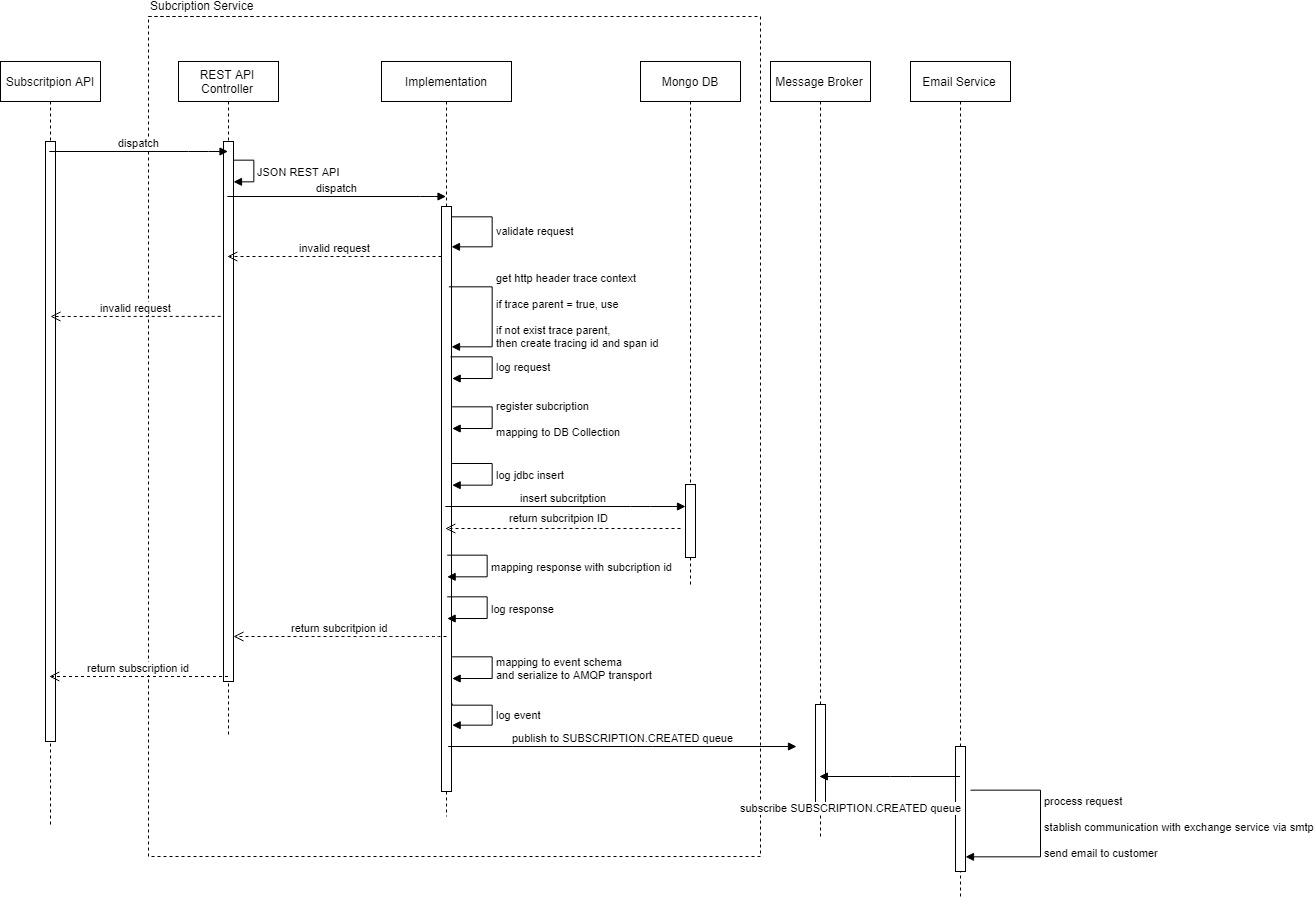 Subcription Service
Subscritpion API
REST API
Controller
Implementation
Mongo DB
Message Broker
Email Service
dispatch
JSON REST API
dispatch
validate request
invalid request
get http header trace context
if trace parent = true, use
invalid request
if not exist trace parent,
then create tracing id and span id
log request
register subcription
mapping to DB Collection
log jdbc insert
insert subcritption
return subcritpion ID
mapping response with subcription id
log response
return subcritpion id
mapping to event schema
and serialize to AMQP transport
return subscription id
log event
publish to SUBSCRIPTION.CREATED queue
subscribe SUBSCRIPTION.CREATED queue
process request
stablish communication with exchange service via smtp
send email to customer